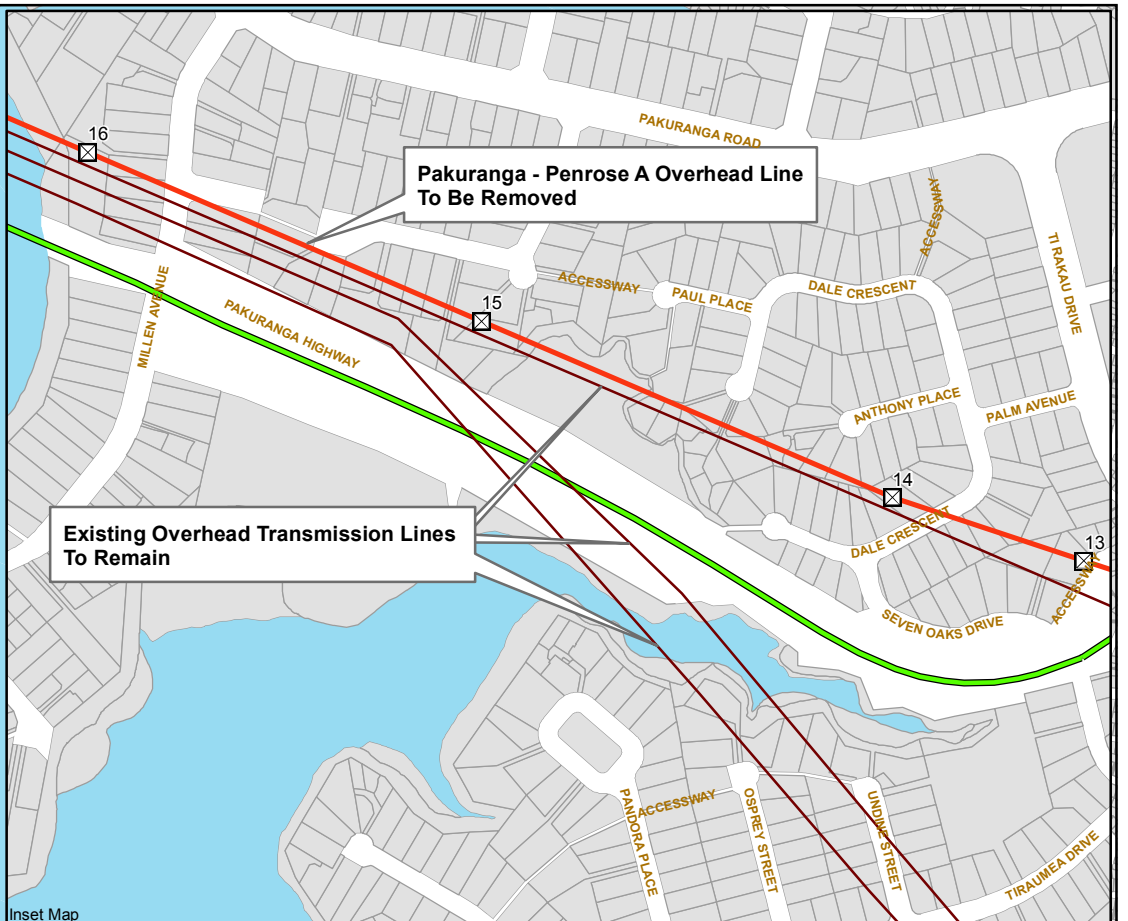 PAKURANGA ROAD
16
Pakuranga - Penrose A Overhead Line
To Be Removed
ACCESSWAY
TI RAKAU DRIVE
ACCESSWAY
PAUL PLACE
DALE CRESCENT
MILLEN AVENUE
PAKURANGA HIGHWAY
15
ANTHONY PLACE
PALM AVENUE
14
Existing Overhead Transmission Lines
To Remain
DALE CRESCENT
13
ACCESSWAY
SEVEN OAKS DRIVE
PANDORA PLACE
ACCESSWAY
OSPREY STREET
UNDINE STREET
TIRAUMEA DRIVE
Inset Map